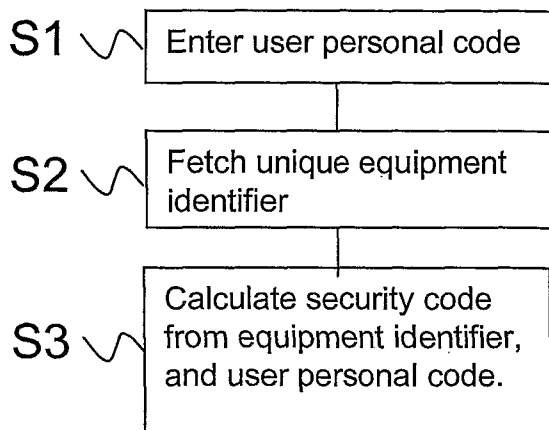 S1
Enter user personal code
S2
Fetch unique equipment
identifier
S3
Calculate security code
from equipment identifier,
and user personal code.